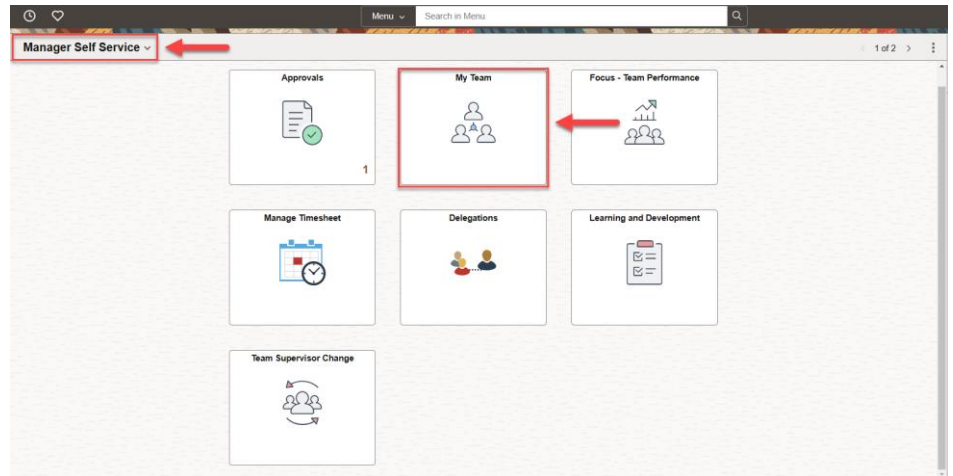 Menu
Search in Menu
Manager Self Service
1 of 2
Approvals
My Team
Focus - Team Performance
1
Manage Timesheet
Delegations
Learning and Development
Team Supervisor Change